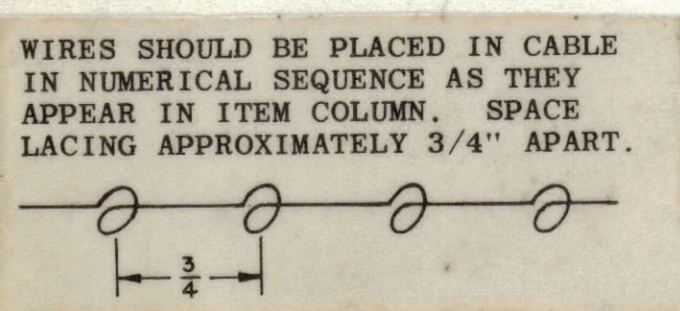 WIRES SHOULD BE PLACED IN CABLE
IN NUMERICAL SEQUENCE AS THEY
APPEAR IN ITEM COLUMN. SPACE
LACING APPROXIMATELY 3/4" APART.
3/4